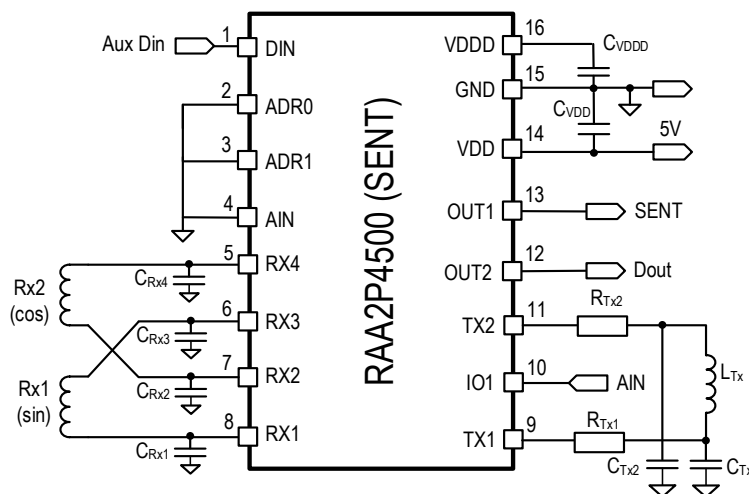 Aux Din
1
DIN
2
ADR0
3
ADR1
4
AIN
5
RX4
CRx4
6
RX3
CRx3
7
RX2
CRx2
8
RX1
CRx1
Rx2
(cos)
Rx1
(sin)
RAA2P4500 (SENT)
16
VDDD
CVDDD
15
GND
CVDD
14
VDD
5V
13
OUT1
SENT
12
OUT2
Dout
11
TX2
RTx2
10
IO1
AIN
LTx
9
TX1
RTx1
CTx2
CTx